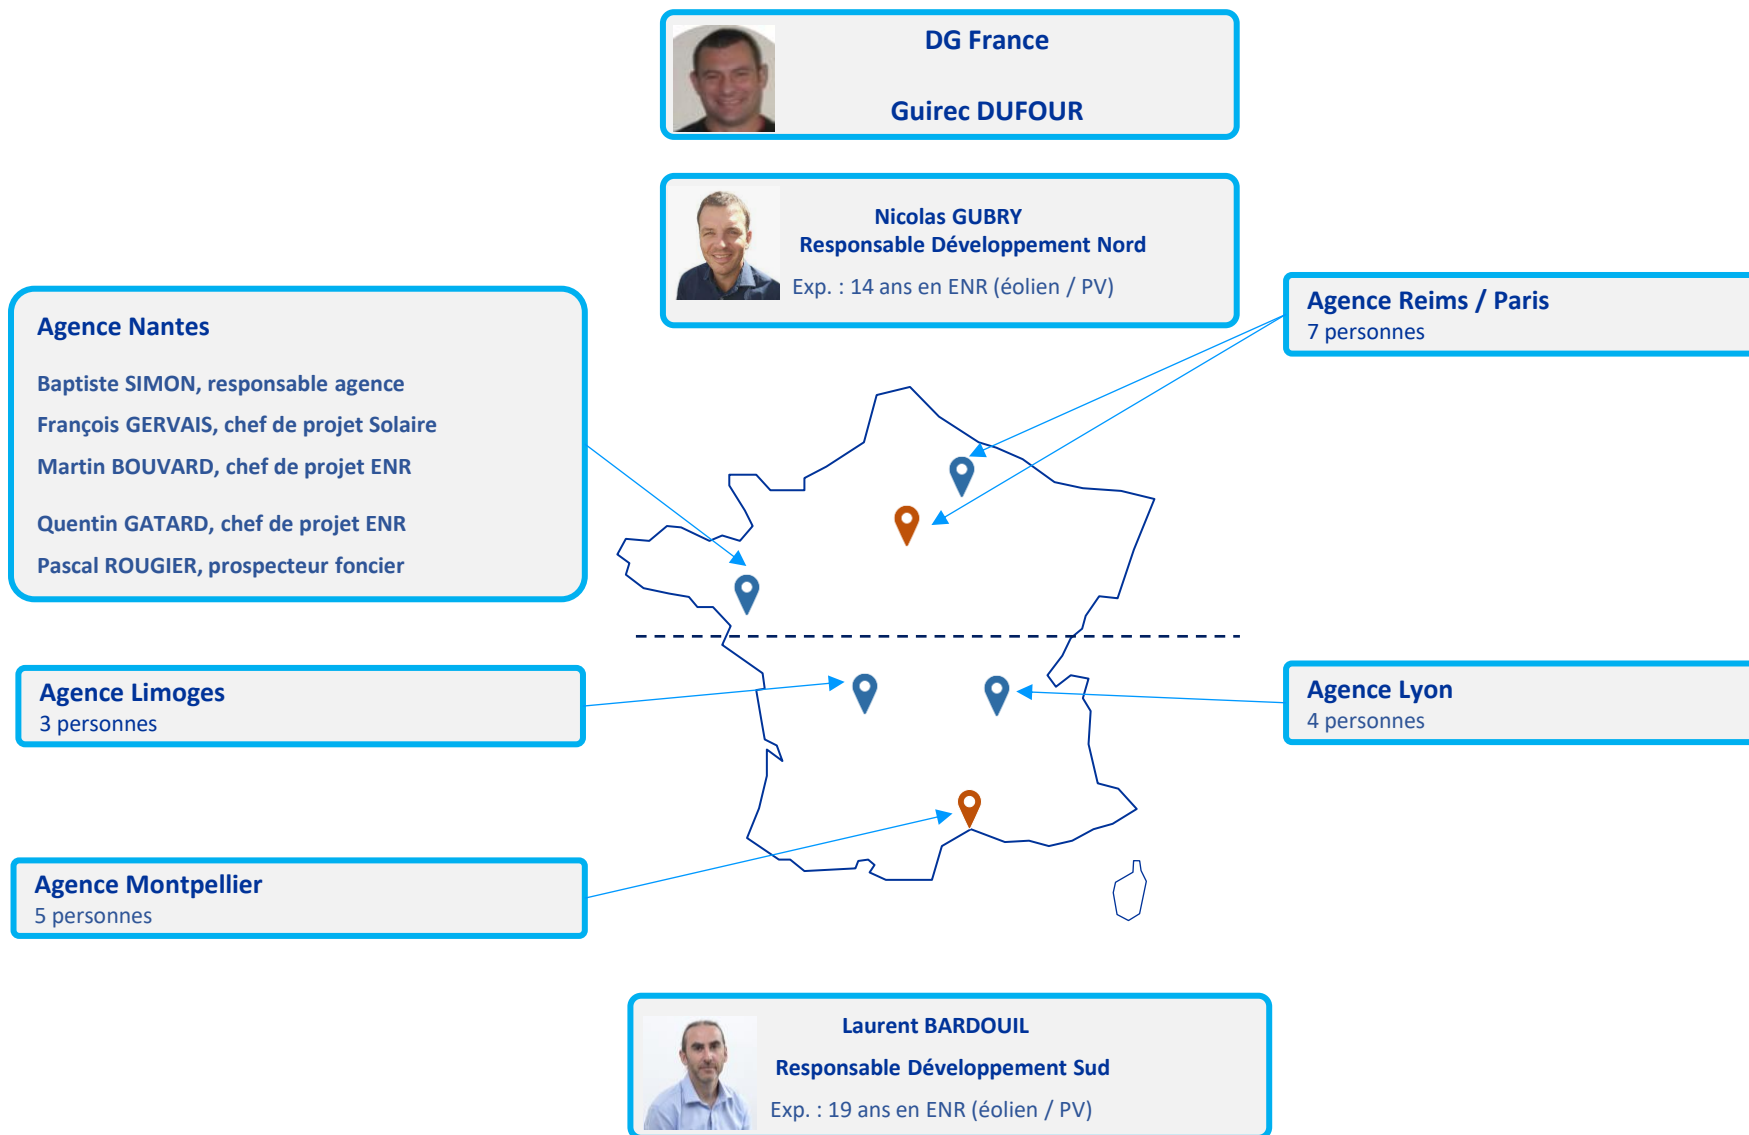 DG France
Guirec DUFOUR
Nicolas GUBRY
Responsable Développement Nord
Exp. : 14 ans en ENR (éolien / PV)
Agence Reims / Paris
7 personnes
Agence Nantes
Baptiste SIMON, responsable agence
François GERVAIS, chef de projet Solaire
Martin BOUVARD, chef de projet ENR
Quentin GATARD, chef de projet ENR
Pascal ROUGIER, prospecteur foncier
Agence Limoges
3 personnes
Agence Lyon
4 personnes
Agence Montpellier
5 personnes
Laurent BARDOUIL
Responsable Développement Sud
Exp. : 19 ans en ENR (éolien / PV)